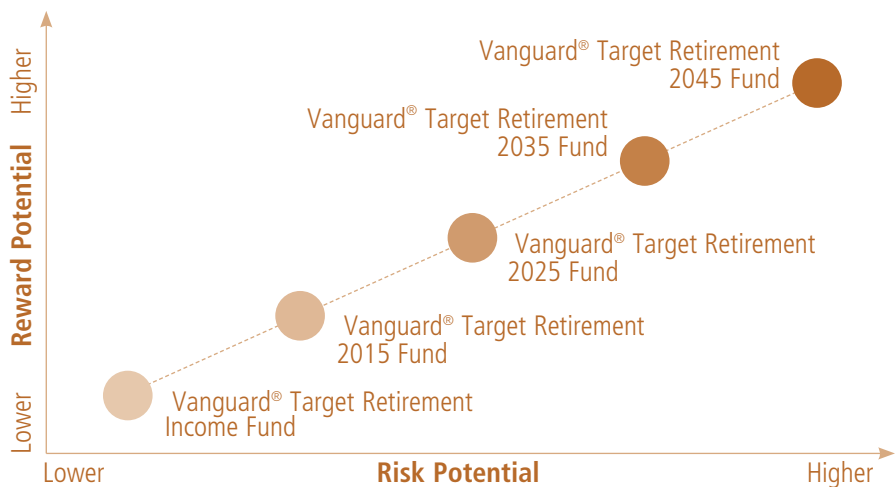 Higher
Reward Potential
Lower
Vanguard® Target Retirement
2045 Fund
Vanguard® Target Retirement
2035 Fund
Vanguard® Target Retirement
2025 Fund
Vanguard® Target Retirement
2015 Fund
Vanguard® Target Retirement
Income Fund
Lower
Risk Potential
Higher